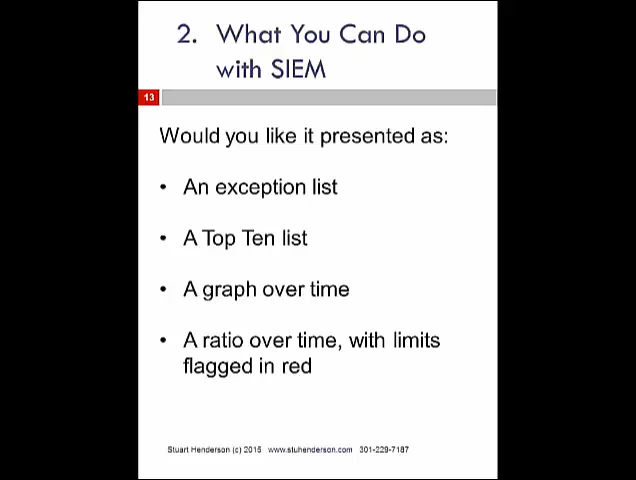 2. What You Can Do
with SIEM
13
Would you like it presented as:
• An exception list
• A Top Ten list
• A graph over time
• A ratio over time, with limits
flagged in red
Stuart Henderson (c) 2015 www.stuhenderson.com 301-229-7187